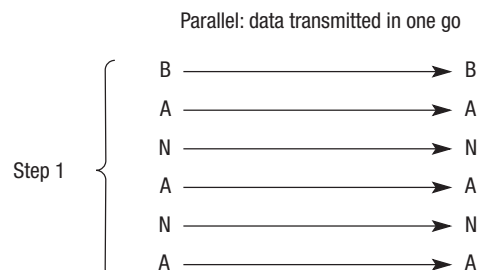 Parallel: data transmitted in one go
B B
A A
N N
Step 1
A A
N N
A A